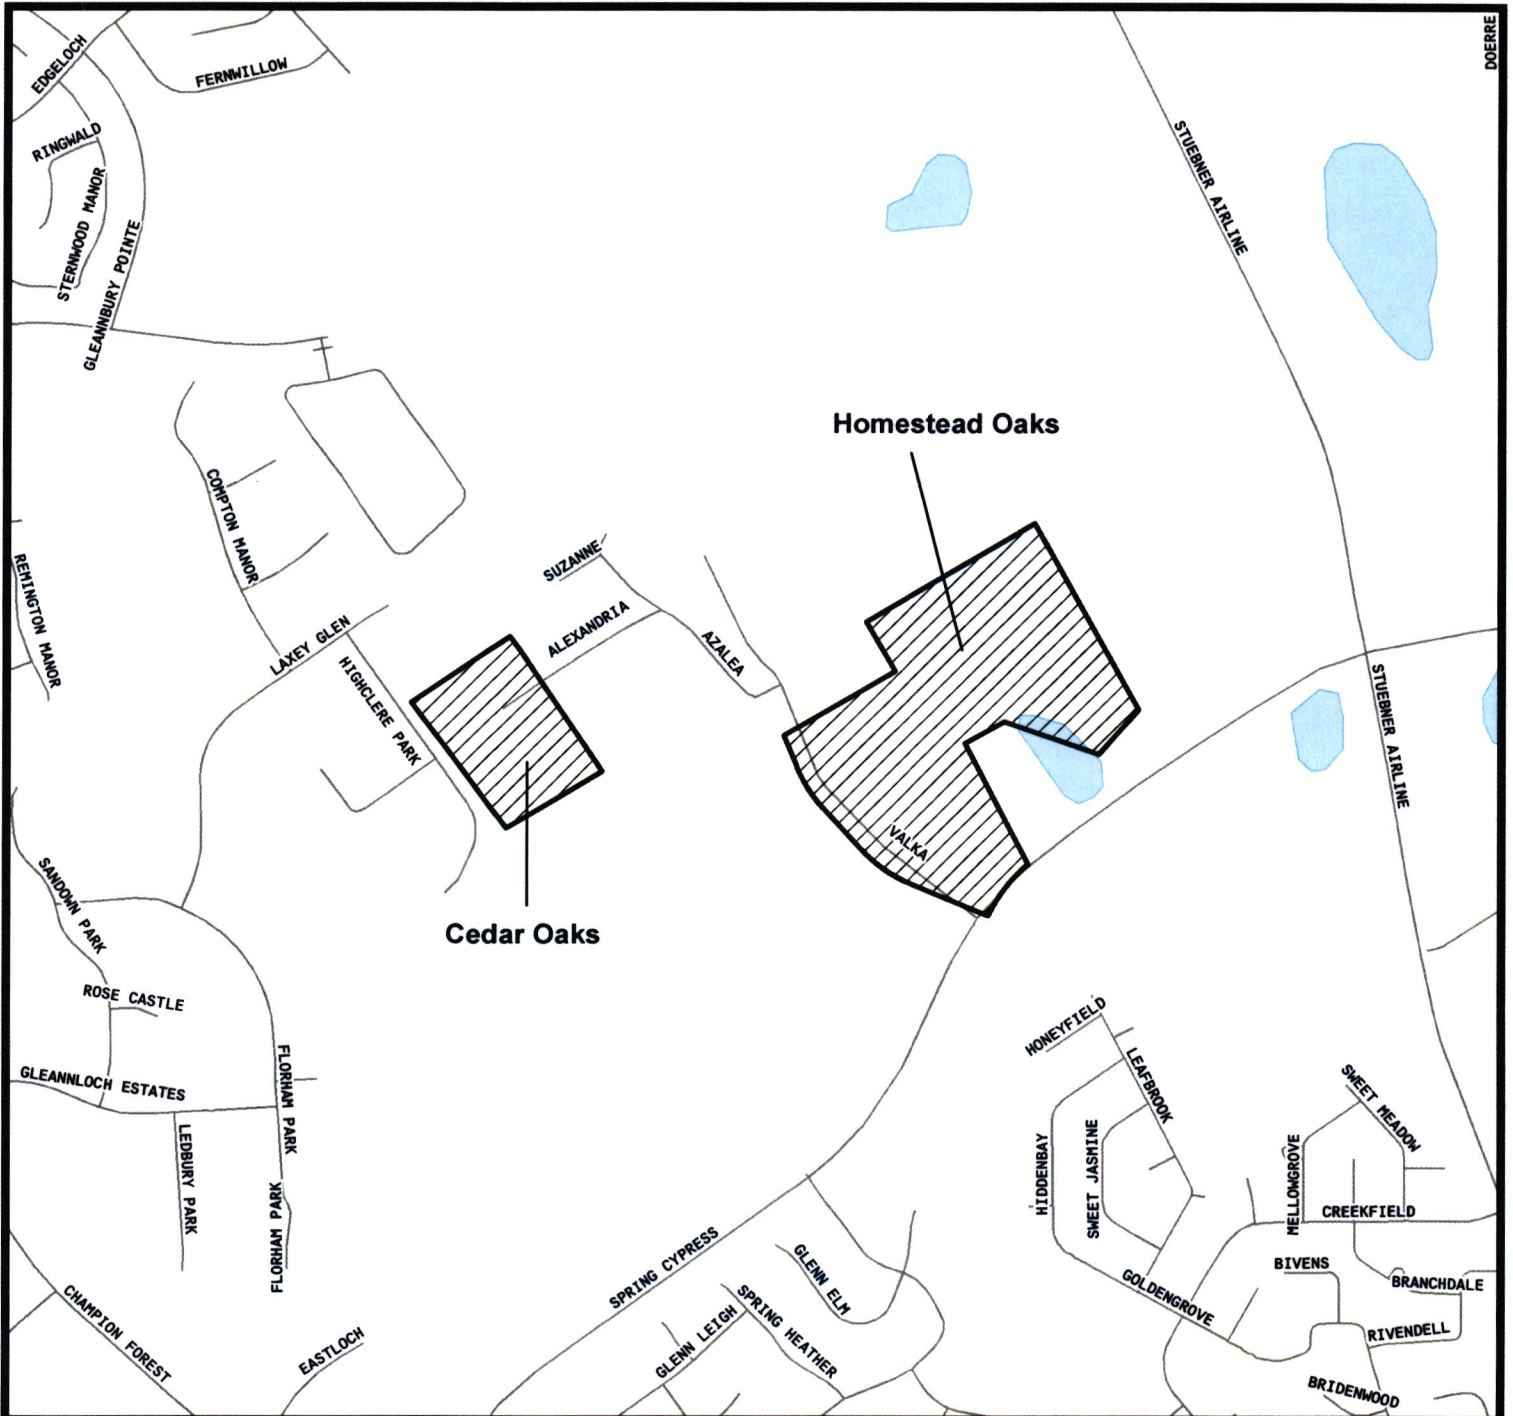 DOERRE
EDGELOCH
FERNWILLOW
RINGWALD
STERNWOOD MANOR
GLEANNBURY POINTE
STUEBNER AIRLINE
Homestead Oaks
COMPTON MANOR
REMINGTON MANOR
SUZANNE
ALEXANDRIA
AZALEA
LAXEY GLEN
HIGHCLERE PARK
STUEBNER AIRLINE
VALKA
SANDOWN PARK
Cedar Oaks
ROSE CASTLE
GLEANNLOCH ESTATES
FLORHAM PARK
LEDBURY PARK
FLORHAM PARK
HONEYFIELD
LEAFBROOK
HIDDENBAY
SWEET JASMINE
SWEET MEADOW
MELLOWGROVE
CREEKFIELD
BIVENS
BRANCHDALE
GOLDENGROVE
RIVENDELL
BRIDENWOOD
SPRING CYPRESS
GLENN ELM
SPRING HEATHER
GLENN LEIGH
CHAMPION FOREST
EASTLOCH